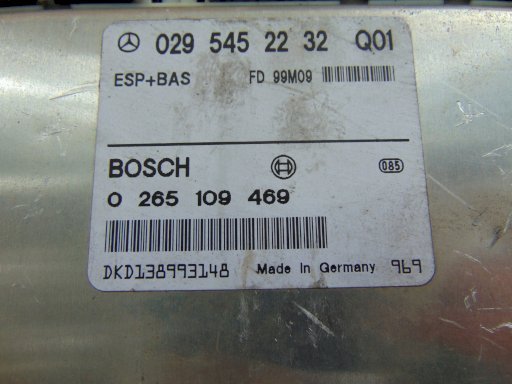 029 545 22 32 Q01
ESP+BAS FD 99M09
BOSCH 085
0 265 109 469
DKD138993148 Made in Germany 969